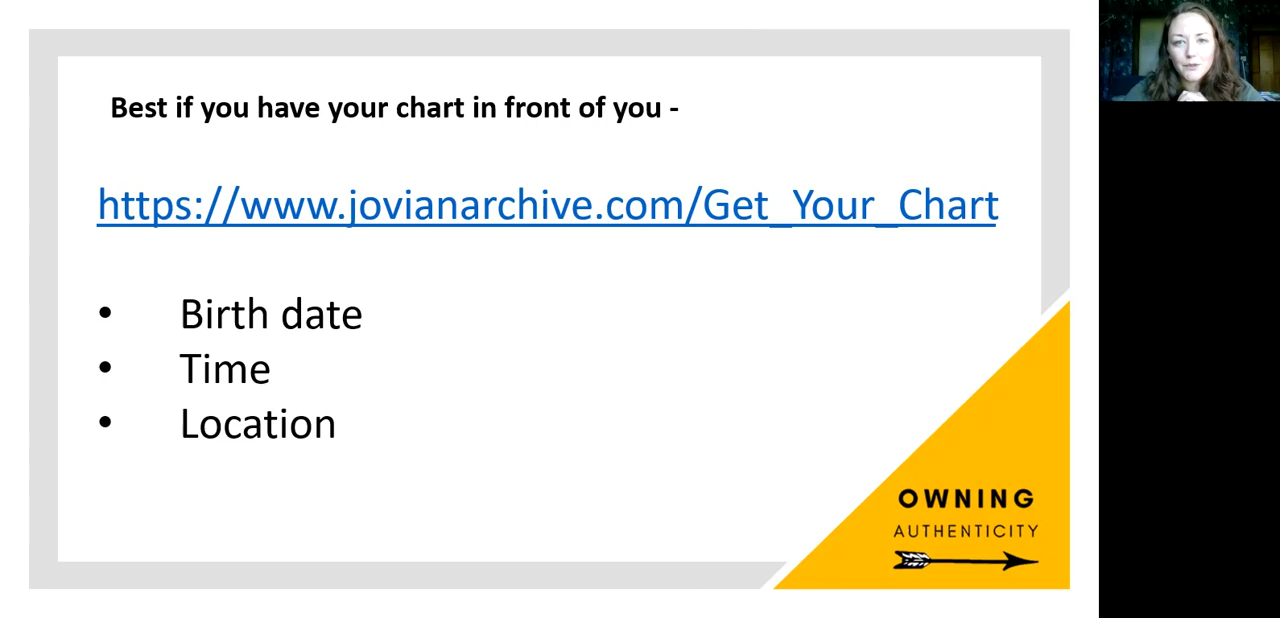 Best if you have your chart in front of you -
https://www.jovianarchive.com/Get_Your_Chart
• Birth date
• Time
• Location
OWNING
AUTHENTICITY